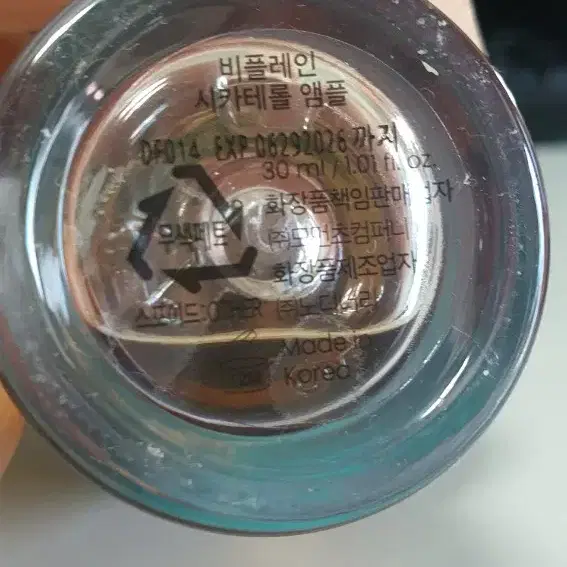 비플레인
시카테롤 앰플
DF014 EXP 06292026 까지
30 ml / 1.01 fl. oz.
화장품책임판매업자
무색페트
(주)모먼츠컴퍼니
화장품제조업자
Made in
Korea